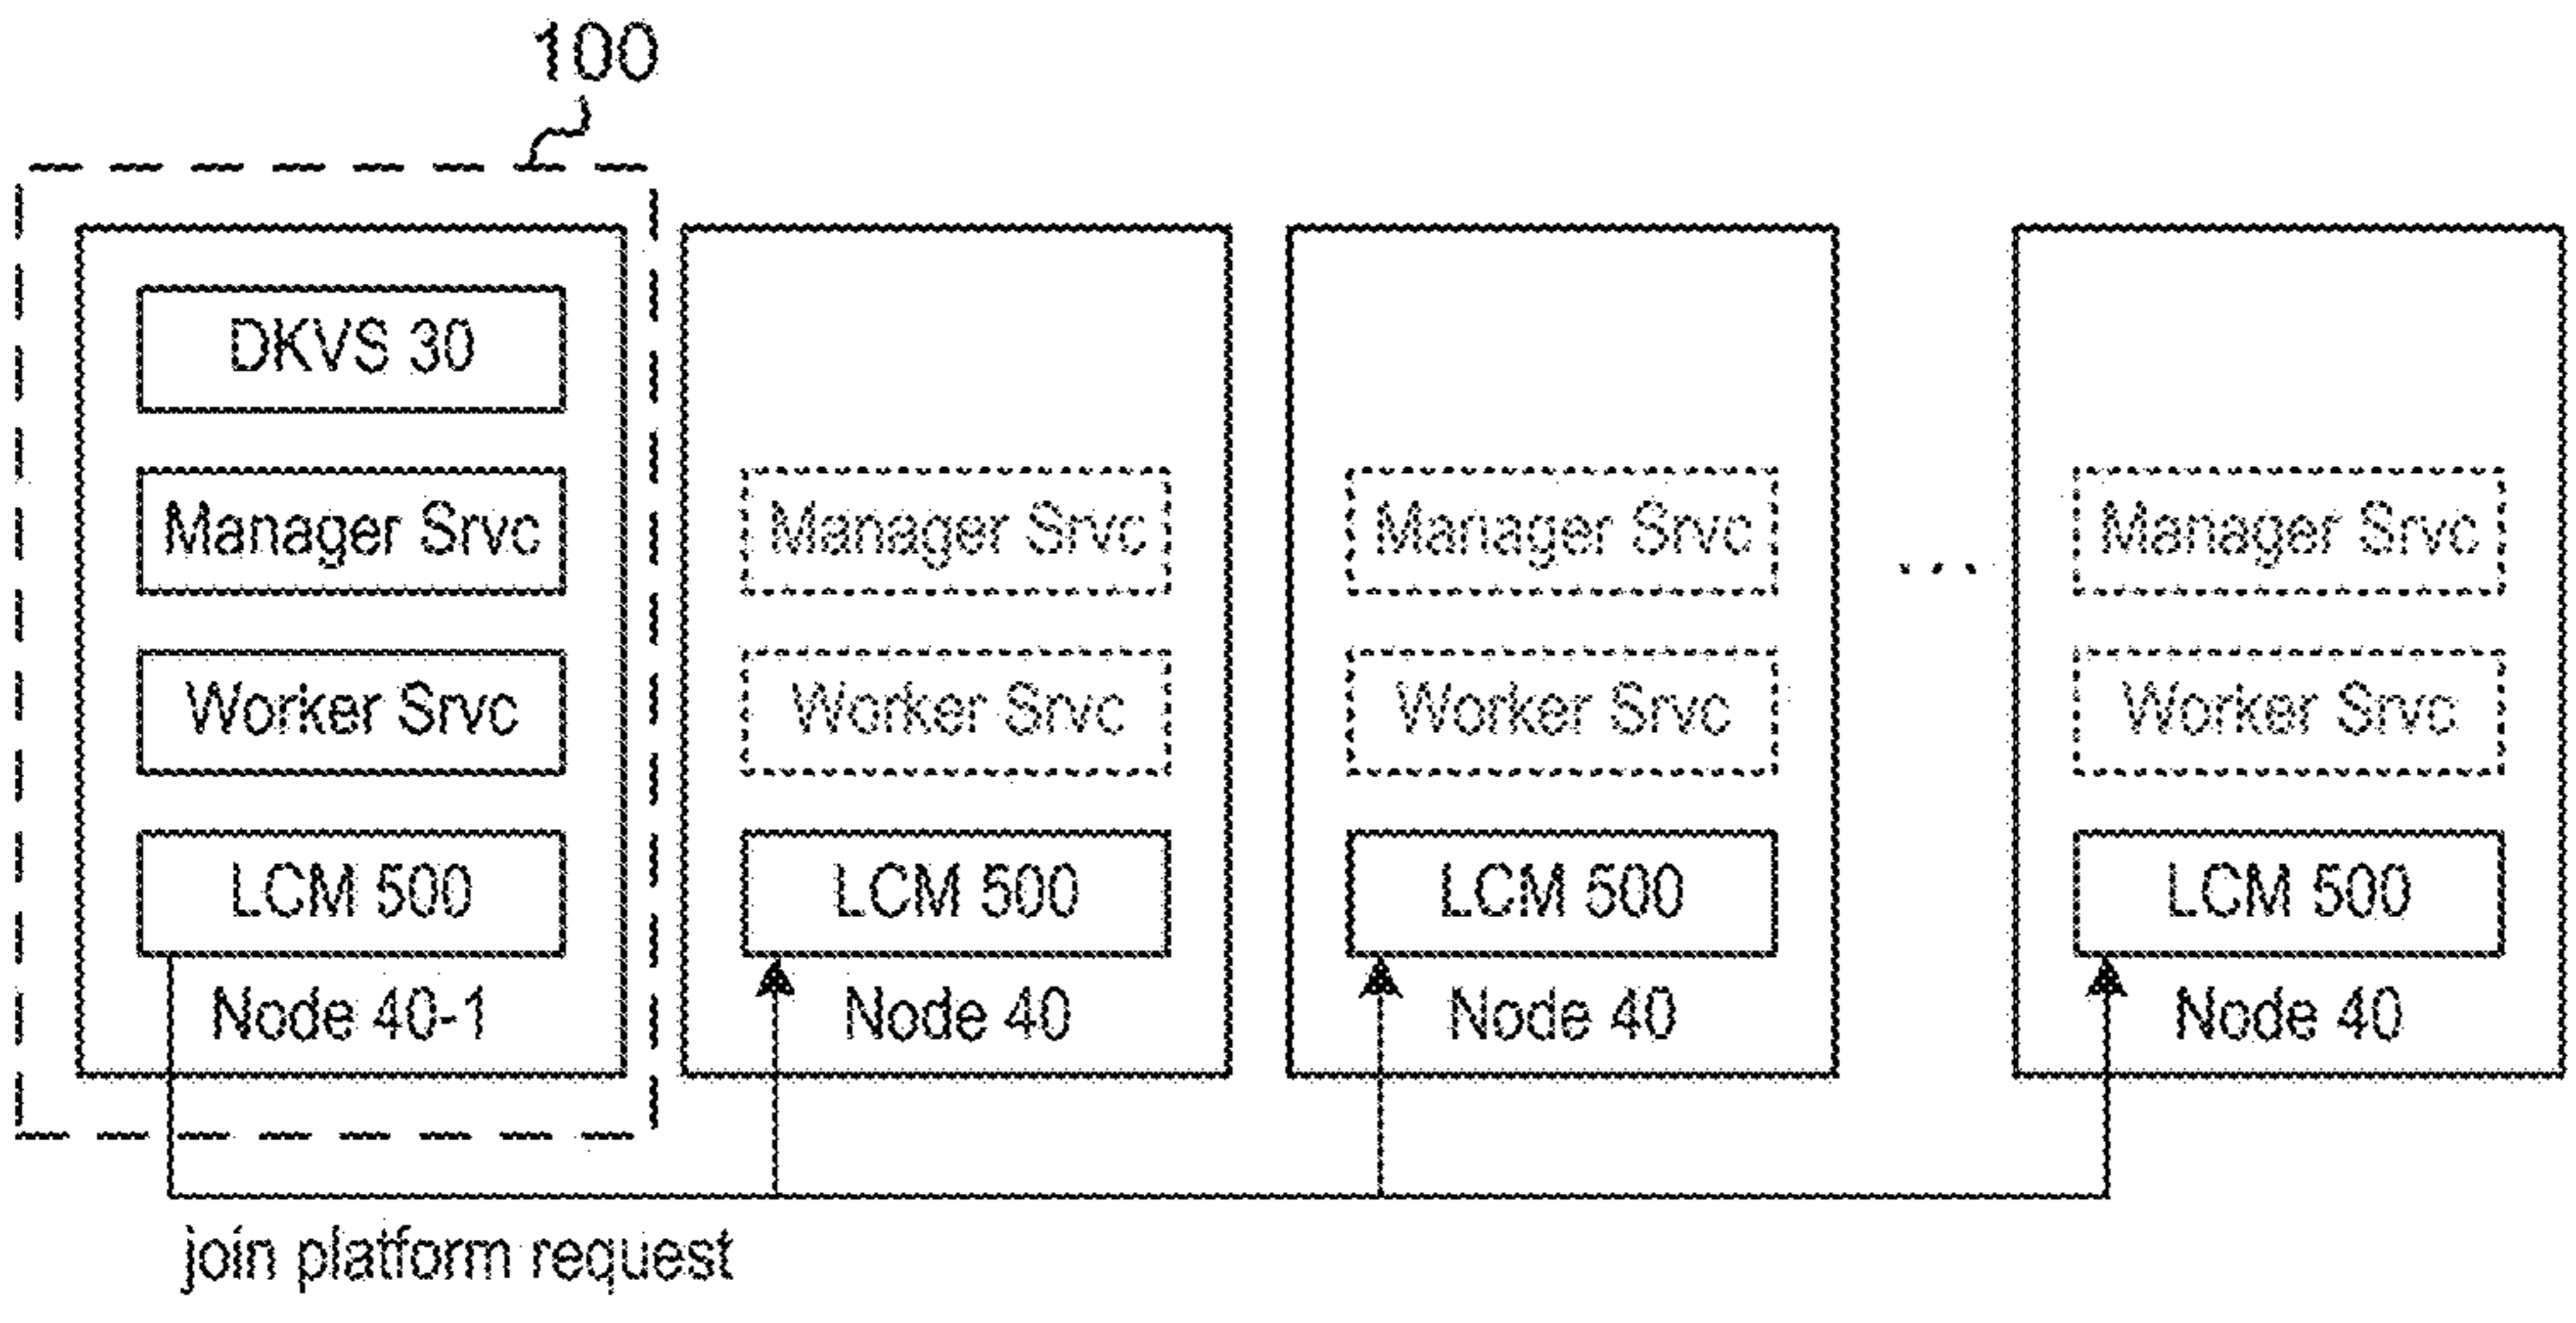 100
DKVS 30
Manager Srvc
Worker Srvc
LCM 500
Node 40-1
Manager Srvc
Worker Srvc
LCM 500
Node 40
Manager Srvc
Worker Srvc
LCM 500
Node 40
...
Manager Srvc
Worker Srvc
LCM 500
Node 40
join platform request